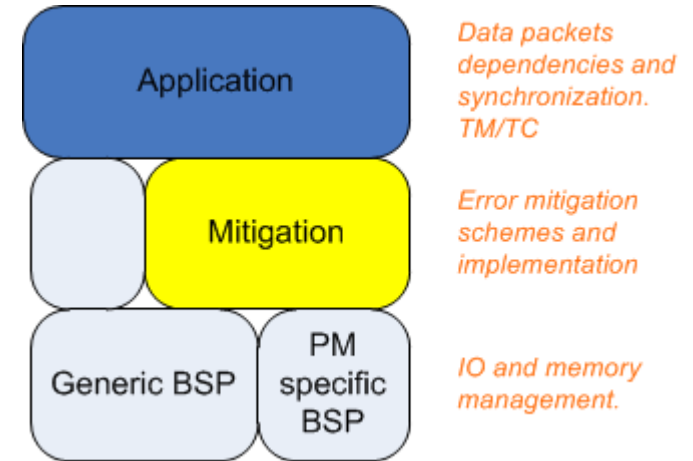 Application
Data packets
dependencies and
synchronization.
TM/TC
Mitigation
Error mitigation
schemes and
implementation
Generic BSP
PM
specific
BSP
IO and memory
management.